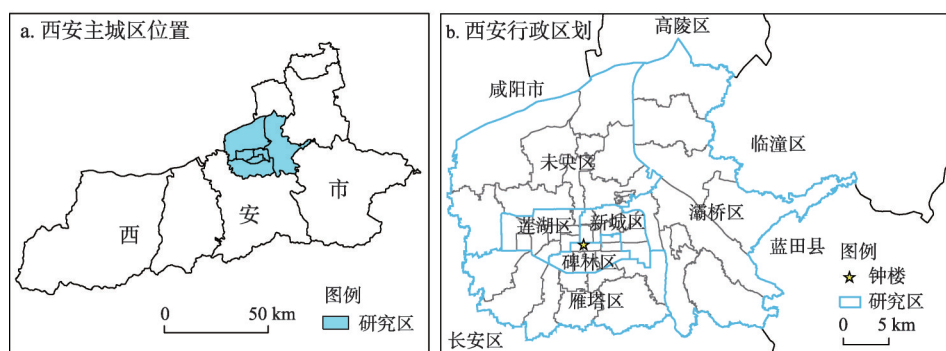 a. 西安主城区位置
西
安
市
图例
研究区
0 50 km
b. 西安行政区划
高陵区
咸阳市
临潼区
未央区
灞桥区
莲湖区
新城区
蓝田县
碑林区
雁塔区
长安区
图例
钟楼
研究区
0 5 km